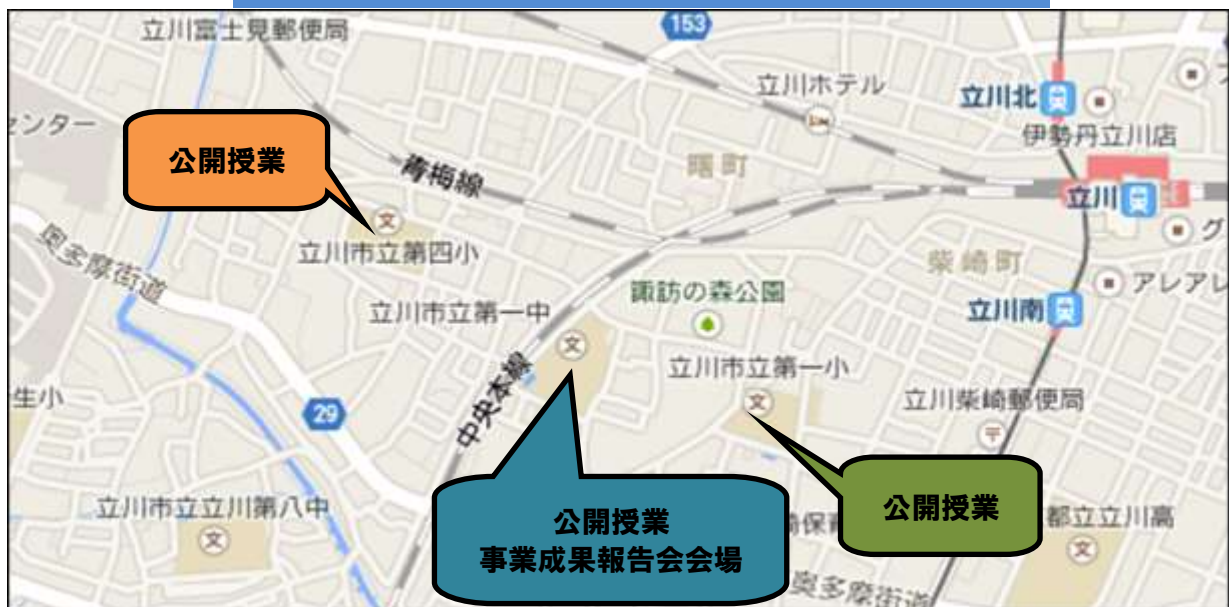 立川富士見郵便局
153
立川ホテル
立川北
伊勢丹立川店
センター
公開授業
青梅線
曙町
立川
グ
立川市立第四小
奥多摩街道
柴崎町
諏訪の森公園
アレアレ
立川市立第一中
立川南
立川市立第一小
生小
29
中央本線
立川柴崎郵便局
立川市立立川第八中
公開授業
事業成果報告会会場
公開授業
都立立川高
奥多摩街道